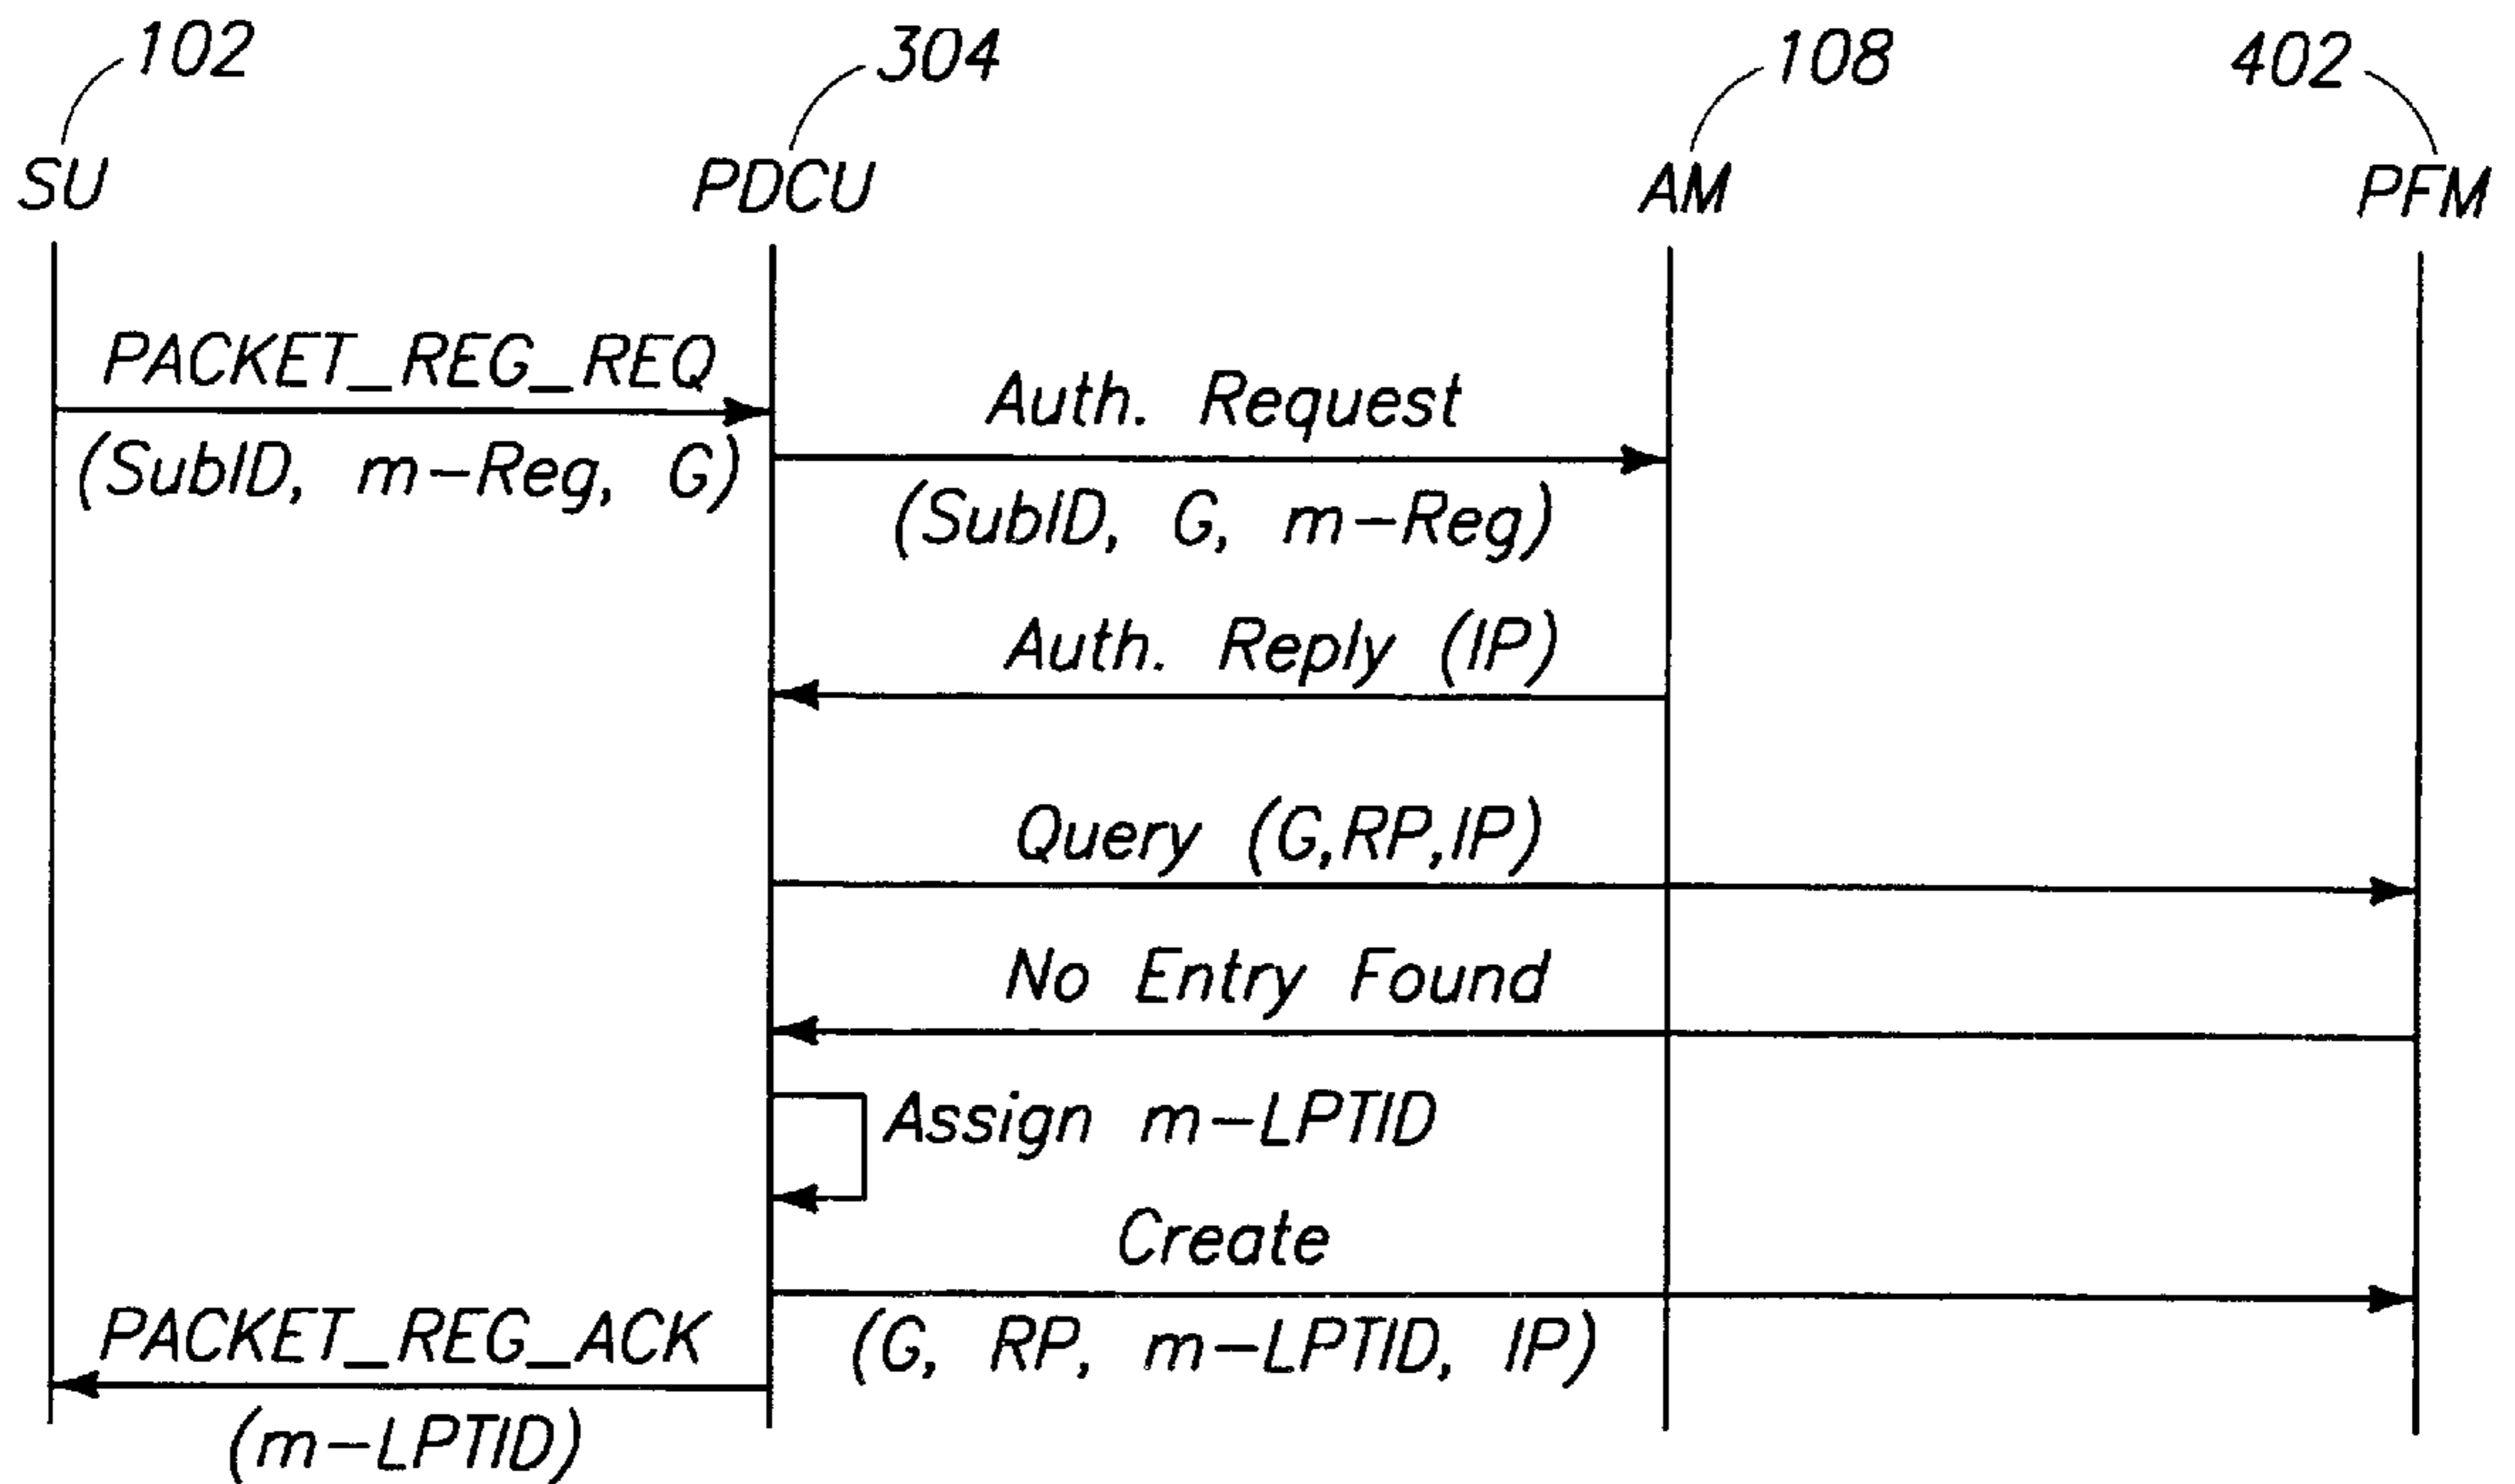 102
304
108
402
SU
PDCU
AM
PFM
PACKET_REG_REQ
(SubID, m-Reg, G)
Auth. Request
(SubID, G, m-Reg)
Auth. Reply (IP)
Query (G,RP,IP)
No Entry Found
Assign m-LPTID
Create
(G, RP, m-LPTID, IP)
PACKET_REG_ACK
(m-LPTID)